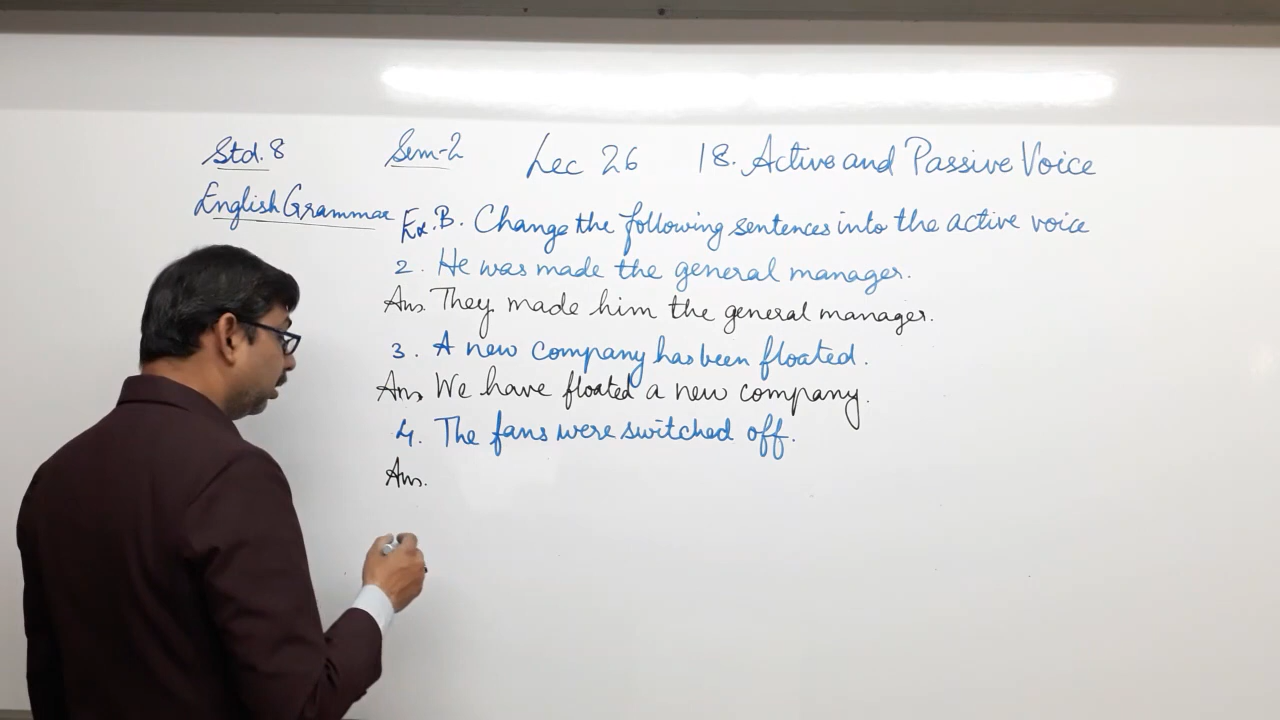 Std. 8 Sem-2 Lec 26 18. Active and Passive Voice
English Grammar
Ex. B. Change the following sentences into the active voice
2. He was made the general manager.
Ans. They made him the general manager.
3. A new company has been floated.
Ans. We have floated a new company.
4. The fans were switched off.
Ans.